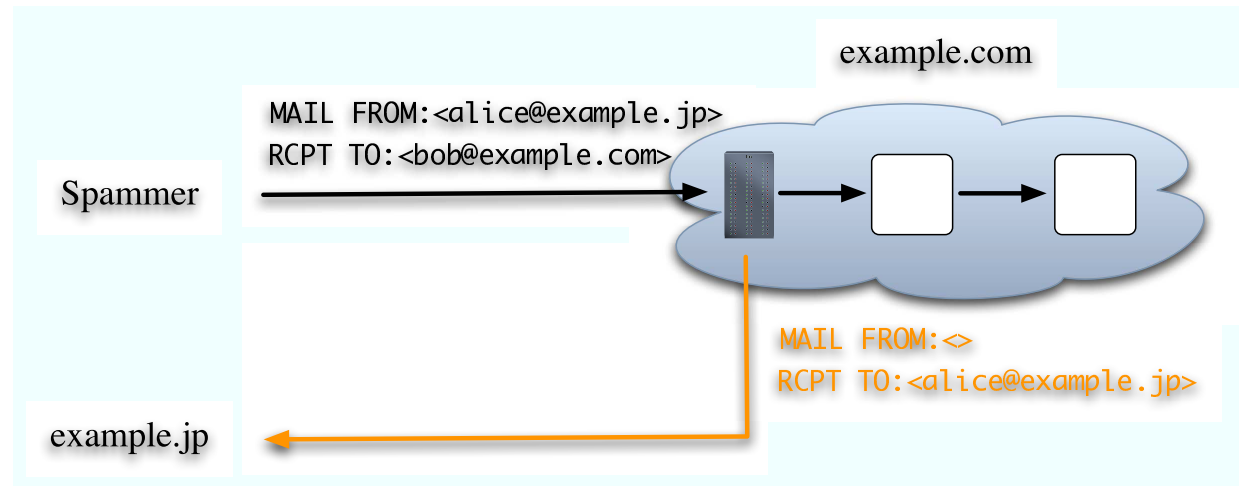 example.com
MAIL FROM:<alice@example.jp>
RCPT TO:<bob@example.com>
Spammer
MAIL FROM:<>
RCPT TO:<alice@example.jp>
example.jp